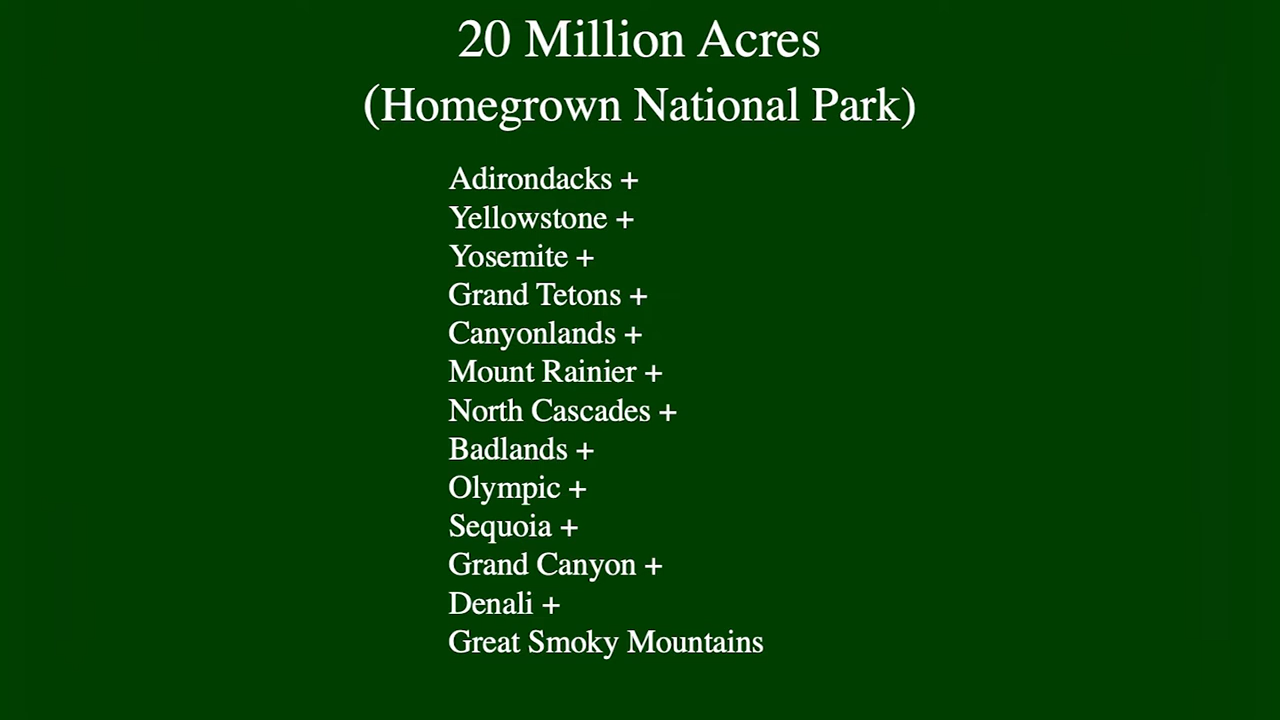 20 Million Acres
(Homegrown National Park)
Adirondacks +
Yellowstone +
Yosemite +
Grand Tetons +
Canyonlands +
Mount Rainier +
North Cascades +
Badlands +
Olympic +
Sequoia +
Grand Canyon +
Denali +
Great Smoky Mountains